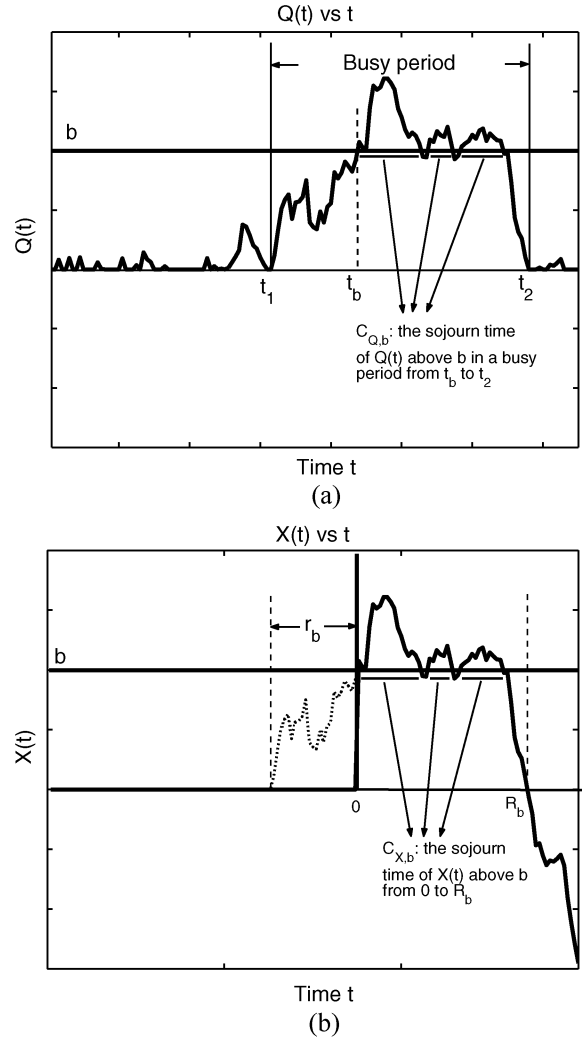 Q(t) vs t
Busy period
b
Q(t)
t1
tb
t2
CQ,b: the sojourn time
of Q(t) above b in a busy
period from tb to t2
Time t
(a)
X(t) vs t
rb
b
X(t)
0
Rb
CX,b: the sojourn
time of X(t) above b
from 0 to Rb
Time t
(b)